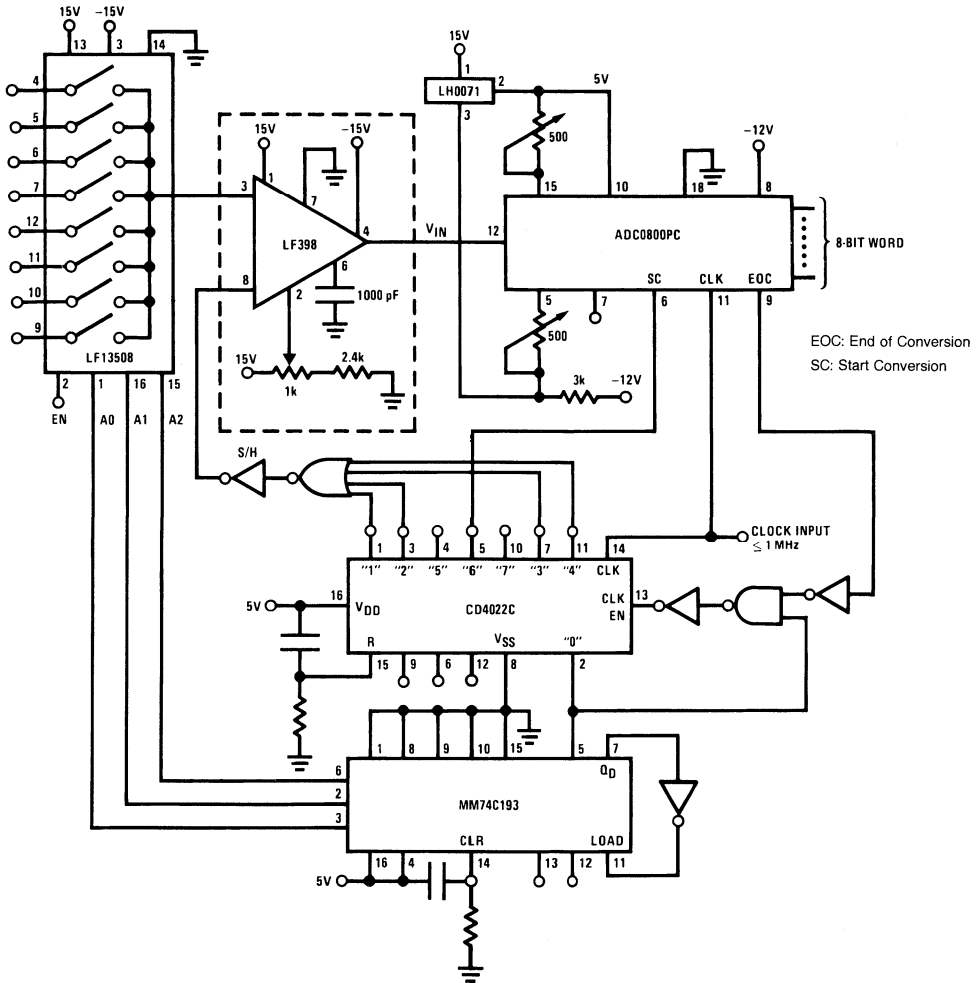 15V -15V
13 3 14
4
5
6
7
12
11
10
9
LF13508
2 1 16 15
EN A0 A1 A2
15V -15V
1 7
3
LF398
4
8
2 6
1000 pF
15V 2.4k
1k
15V
1
LH0071 2
3
5V
500
-12V
15 10 18 8
VIN 12
ADC0800PC
8-BIT WORD
SC CLK EOC
5 7 6 11 9
500
3k -12V
EOC: End of Conversion
SC: Start Conversion
S/H
CLOCK INPUT
≤ 1 MHz
1 3 4 5 10 7 11 14
"1" "2" "5" "6" "7" "3" "4" CLK
5V 16 VDD
CD4022C
CLK 13
EN
R VSS "0"
15 9 6 12 8 2
1 8 9 10 15 5 7
QD
6
2
3
MM74C193
CLR LOAD
16 4 14 13 12 11
5V